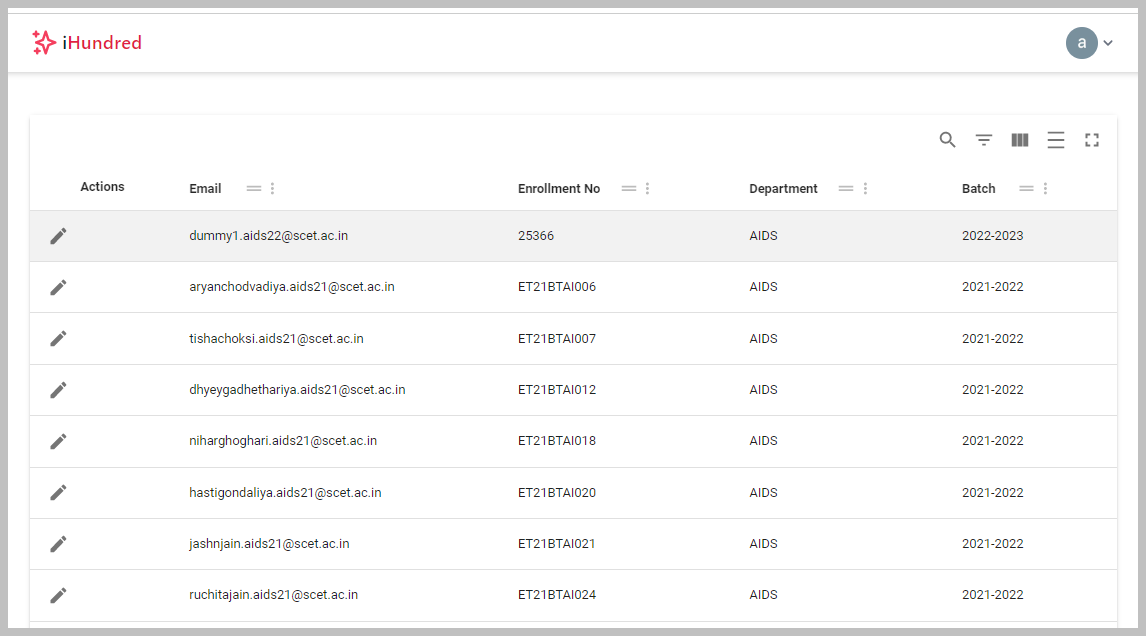 iHundred
a
Actions Email Enrollment No Department Batch
dummy1.aids22@scet.ac.in 25366 AIDS 2022-2023
aryanchodvadiya.aids21@scet.ac.in ET21BTAI006 AIDS 2021-2022
tishachoksi.aids21@scet.ac.in ET21BTAI007 AIDS 2021-2022
dhyeygadhethariya.aids21@scet.ac.in ET21BTAI012 AIDS 2021-2022
niharghoghari.aids21@scet.ac.in ET21BTAI018 AIDS 2021-2022
hastigondaliya.aids21@scet.ac.in ET21BTAI020 AIDS 2021-2022
jashnjain.aids21@scet.ac.in ET21BTAI021 AIDS 2021-2022
ruchitajain.aids21@scet.ac.in ET21BTAI024 AIDS 2021-2022